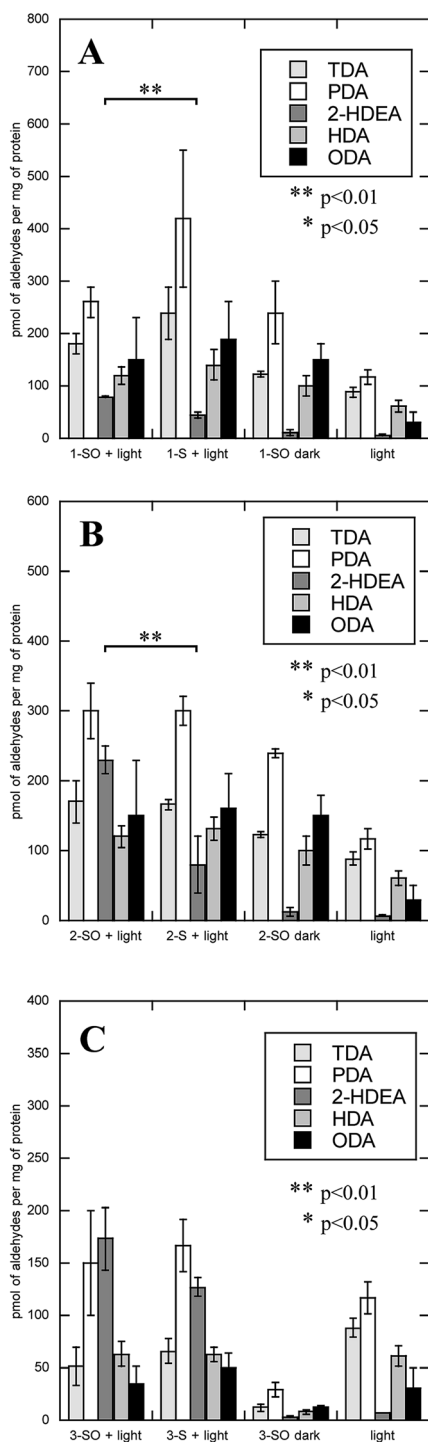 A
800
700
600
500
400
300
200
100
0
pmol of aldehydes per mg of protein
**
TDA
PDA
2-HDEA
HDA
ODA
** p<0.01
* p<0.05
1-SO + light 1-S + light 1-SO dark light
B
600
500
400
300
200
100
0
pmol of aldehydes per mg of protein
**
TDA
PDA
2-HDEA
HDA
ODA
** p<0.01
* p<0.05
2-SO + light 2-S + light 2-SO dark light
C
400
350
300
250
200
150
100
50
0
pmol of aldehydes per mg of protein
TDA
PDA
2-HDEA
HDA
ODA
** p<0.01
* p<0.05
3-SO + light 3-S + light 3-SO dark light